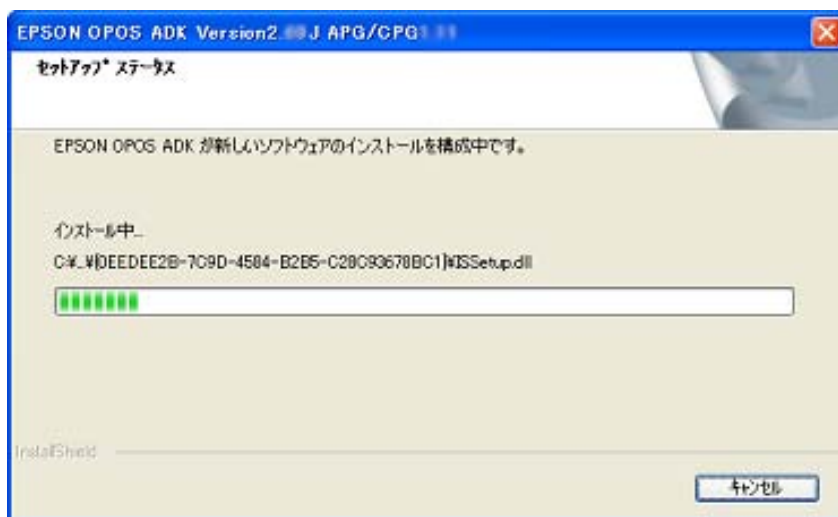 EPSON OPOS ADK Version2. J APG/CPG
セットアップ ステータス
EPSON OPOS ADK が新しいソフトウェアのインストールを構成中です。
インストール中...
C:¥...¥{DEEDEE2B-7C9D-4584-B2B5-C28C93678BC1}¥ISSetup.dll
InstallShield
キャンセル